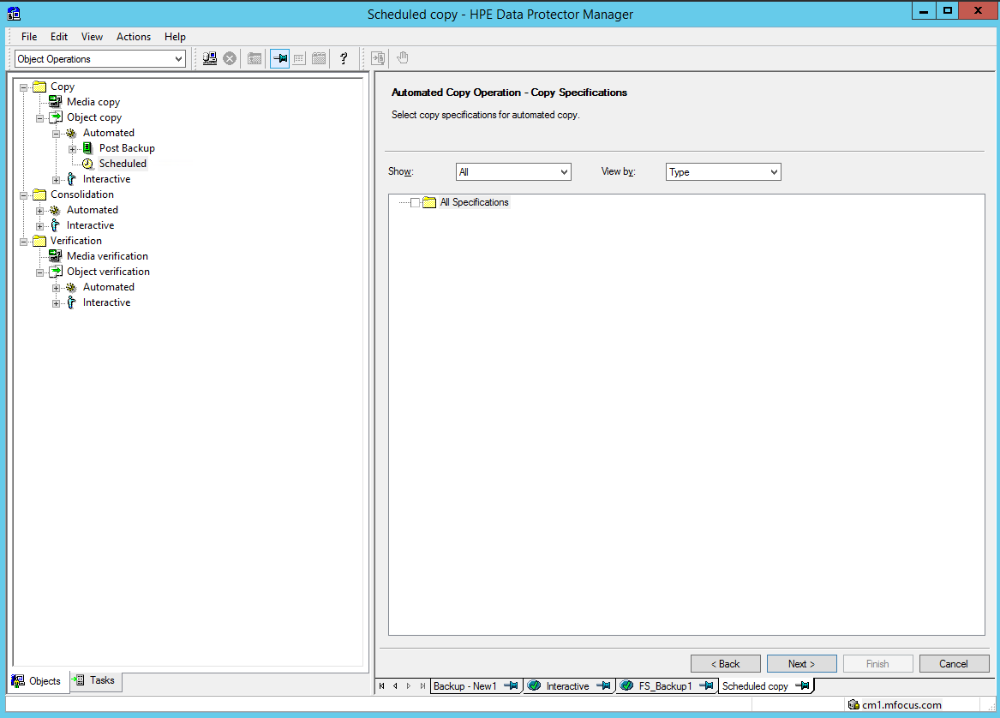 Scheduled copy - HPE Data Protector Manager
File Edit View Actions Help
Object Operations
Copy
Media copy
Object copy
Automated
Post Backup
Scheduled
Interactive
Consolidation
Automated
Interactive
Verification
Media verification
Object verification
Automated
Interactive
Objects Tasks
Automated Copy Operation - Copy Specifications
Select copy specifications for automated copy.
Show: All View by: Type
All Specifications
< Back Next > Finish Cancel
Backup - New1 Interactive FS_Backup1 Scheduled copy
cm1.mfocus.com